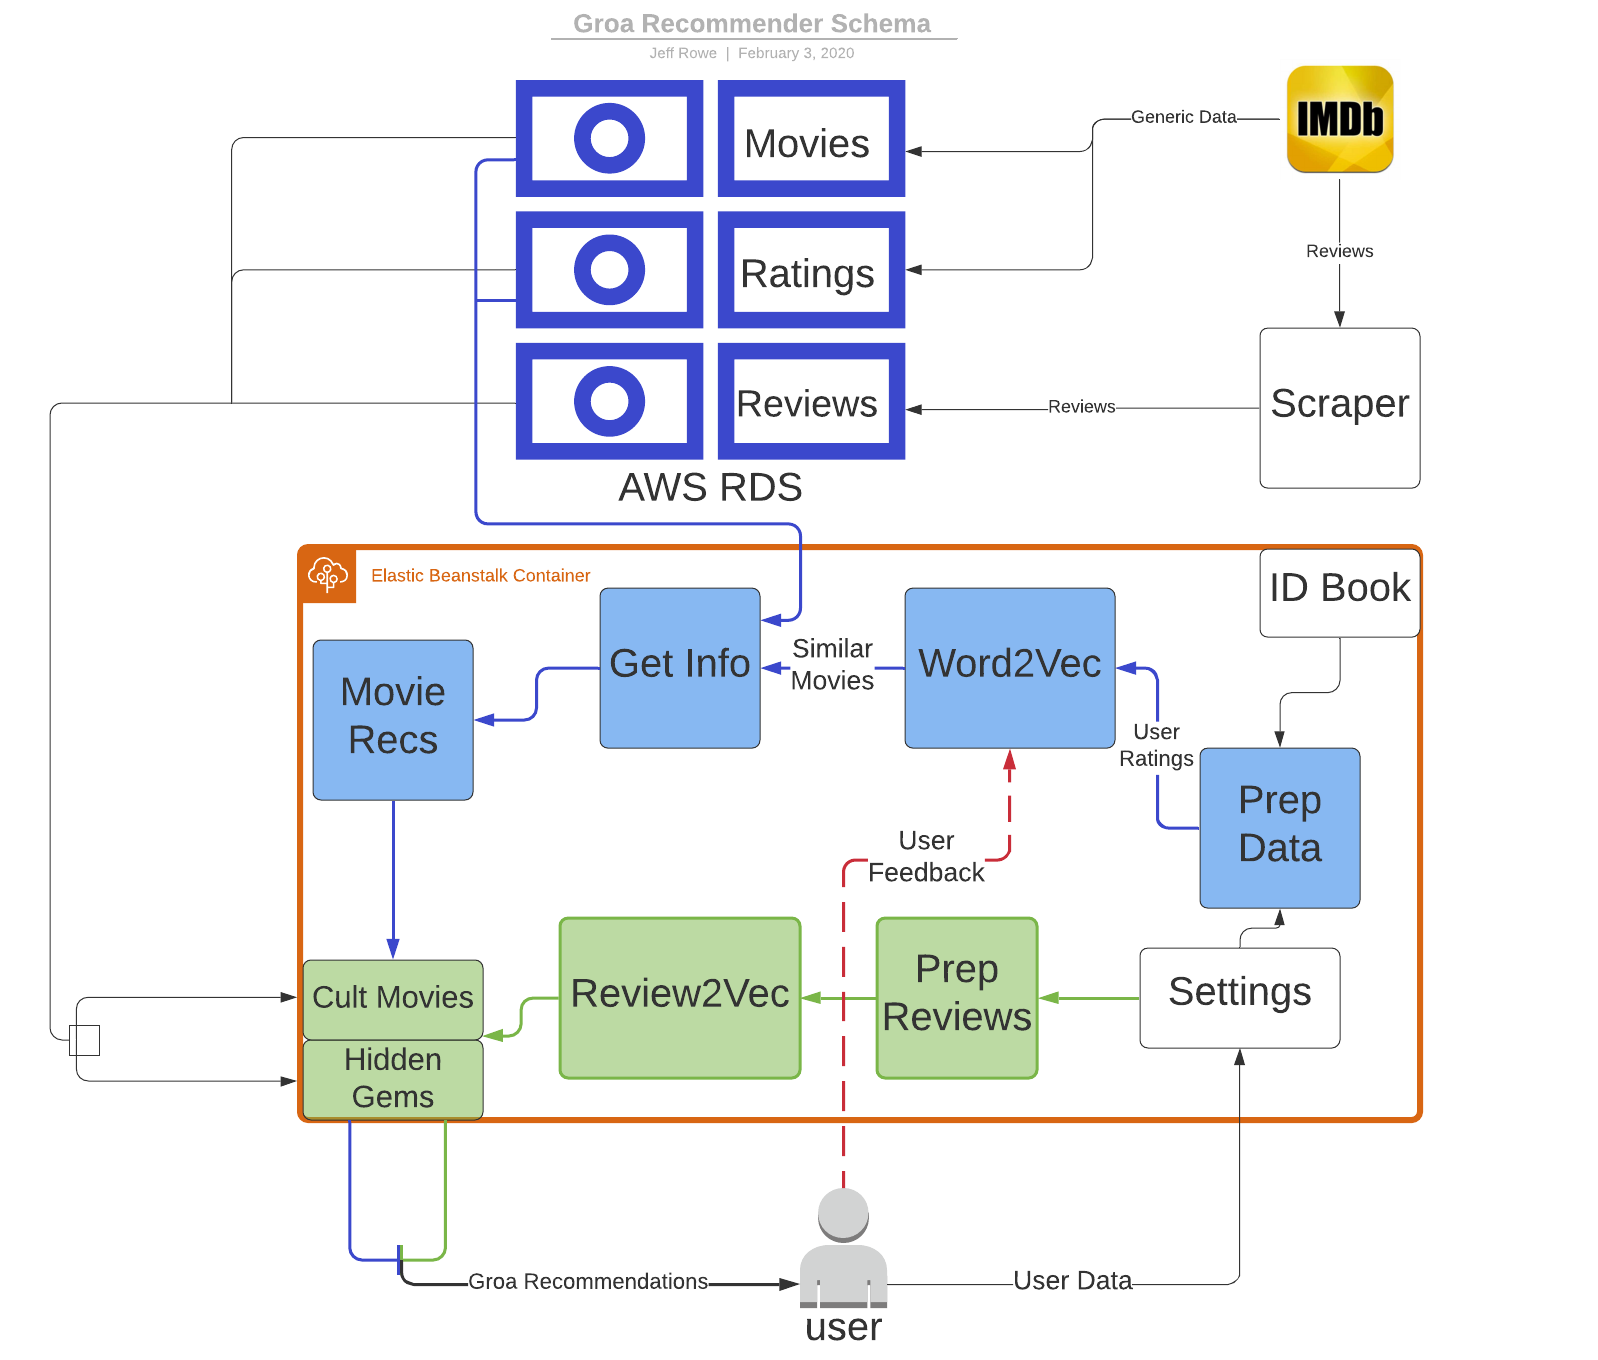 Groa Recommender Schema
Jeff Rowe | February 3, 2020
Movies
Generic Data
IMDb
Ratings
Reviews
Reviews
Reviews
Scraper
AWS RDS
Elastic Beanstalk Container
ID Book
Get Info
Similar
Movies
Word2Vec
Movie
Recs
User
Ratings
Prep
Data
User
Feedback
Cult Movies
Hidden
Gems
Review2Vec
Prep
Reviews
Settings
Groa Recommendations
User Data
user